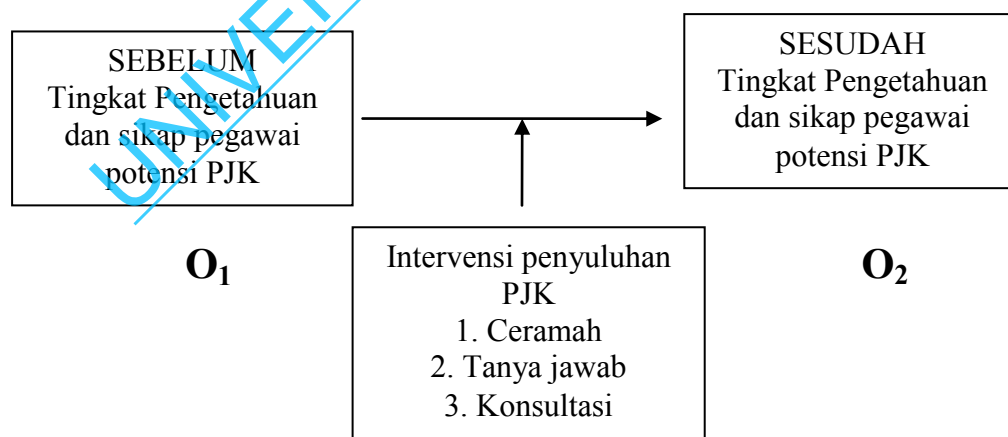 SEBELUM
Tingkat Pengetahuan
dan sikap pegawai
potensi PJK
SESUDAH
Tingkat Pengetahuan
dan sikap pegawai
potensi PJK
O₁
Intervensi penyuluhan
PJK
1. Ceramah
2. Tanya jawab
3. Konsultasi
O₂